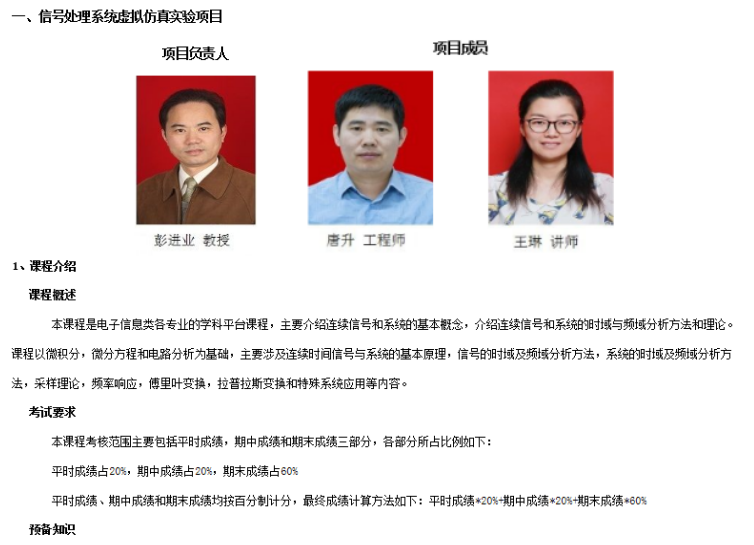 一、信号处理系统虚拟仿真实验项目
项目负责人
项目成员
彭进业 教授
唐升 工程师
王琳 讲师
1、课程介绍
课程概述
本课程是电子信息类各专业的学科平台课程，主要介绍连续信号和系统的基本概念，介绍连续信号和系统的时域与频域分析方法和理论。
课程以微积分，微分方程和电路分析为基础，主要涉及连续时间信号与系统的基本原理，信号的时域及频域分析方法，系统的时域及频域分析方
法，采样理论，频率响应，傅里叶变换，拉普拉斯变换和特殊系统应用等内容。
考试要求
本课程考核范围主要包括平时成绩，期中成绩和期末成绩三部分，各部分所占比例如下：
平时成绩占20%，期中成绩占20%，期末成绩占60%
平时成绩、期中成绩和期末成绩均按百分制计分，最终成绩计算方法如下：平时成绩*20%+期中成绩*20%+期末成绩*60%
预备知识